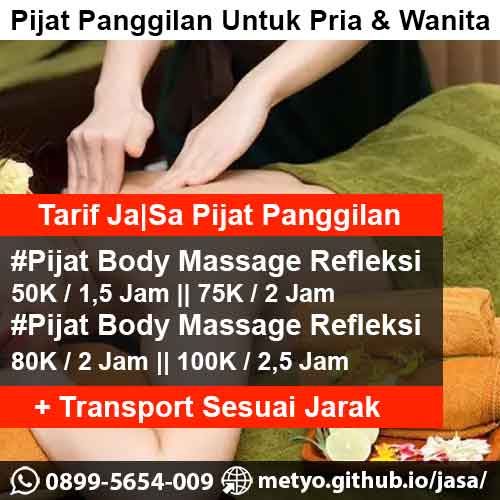 Pijat Panggilan Untuk Pria & Wanita
Tarif Ja|Sa Pijat Panggilan
#Pijat Body Massage Refleksi
50K / 1,5 Jam || 75K / 2 Jam
#Pijat Body Massage Refleksi
80K / 2 Jam || 100K / 2,5 Jam
+ Transport Sesuai Jarak
0899-5654-009 metyo.github.io/jasa/